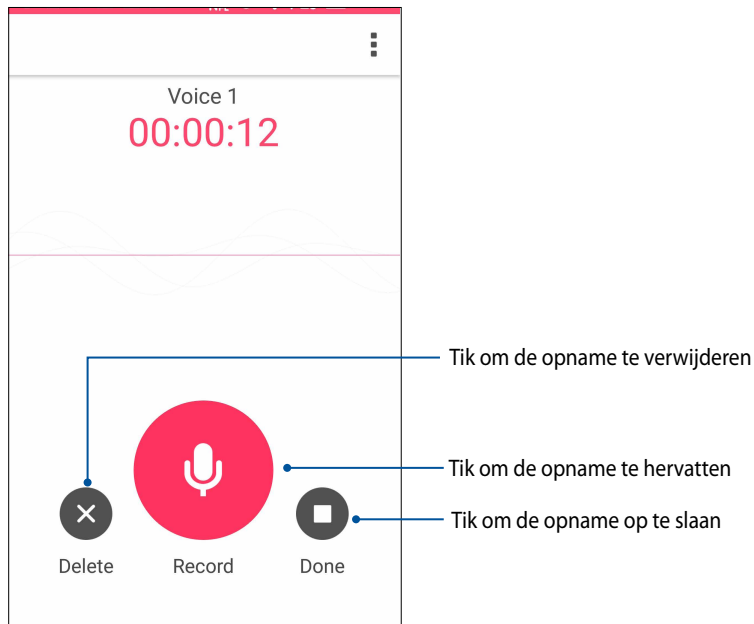 Voice 1
00:00:12
Tik om de opname te verwijderen
Tik om de opname te hervatten
Tik om de opname op te slaan
Delete
Record
Done